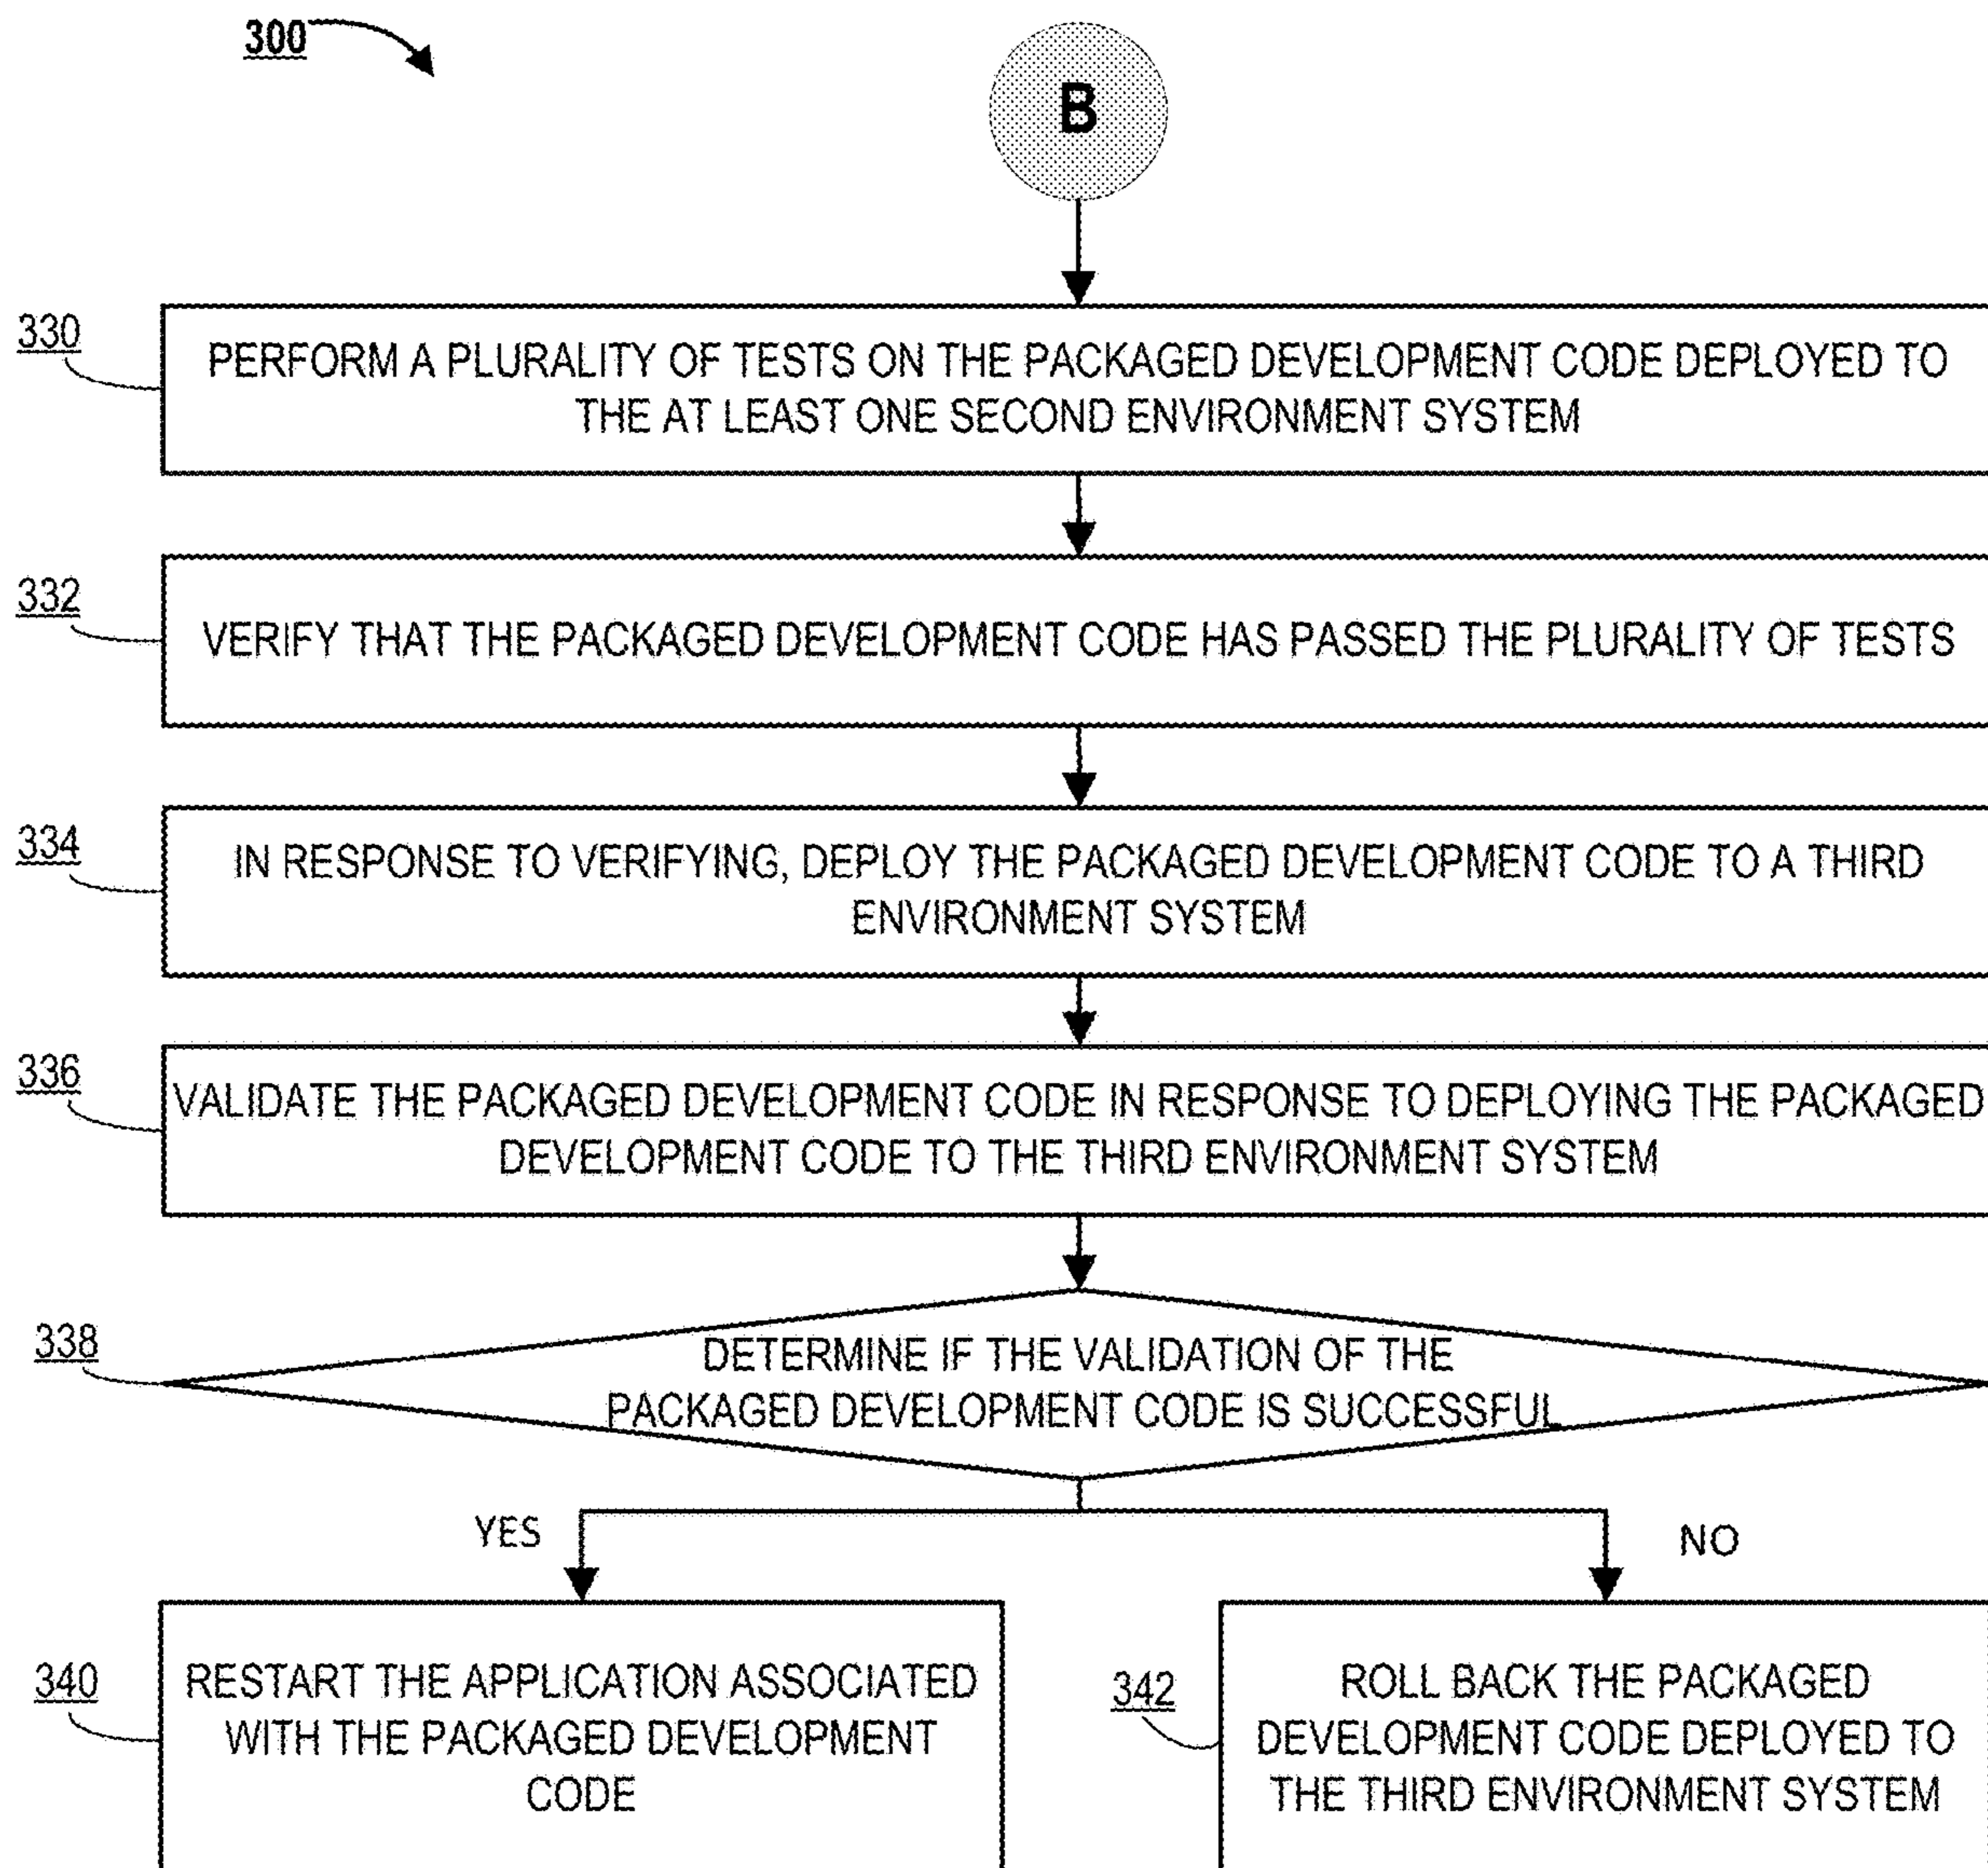 300
B
330
PERFORM A PLURALITY OF TESTS ON THE PACKAGED DEVELOPMENT CODE DEPLOYED TO
THE AT LEAST ONE SECOND ENVIRONMENT SYSTEM
332
VERIFY THAT THE PACKAGED DEVELOPMENT CODE HAS PASSED THE PLURALITY OF TESTS
334
IN RESPONSE TO VERIFYING, DEPLOY THE PACKAGED DEVELOPMENT CODE TO A THIRD
ENVIRONMENT SYSTEM
336
VALIDATE THE PACKAGED DEVELOPMENT CODE IN RESPONSE TO DEPLOYING THE PACKAGED
DEVELOPMENT CODE TO THE THIRD ENVIRONMENT SYSTEM
338
DETERMINE IF THE VALIDATION OF THE
PACKAGED DEVELOPMENT CODE IS SUCCESSFUL
YES
NO
340
RESTART THE APPLICATION ASSOCIATED
WITH THE PACKAGED DEVELOPMENT
CODE
342
ROLL BACK THE PACKAGED
DEVELOPMENT CODE DEPLOYED TO
THE THIRD ENVIRONMENT SYSTEM